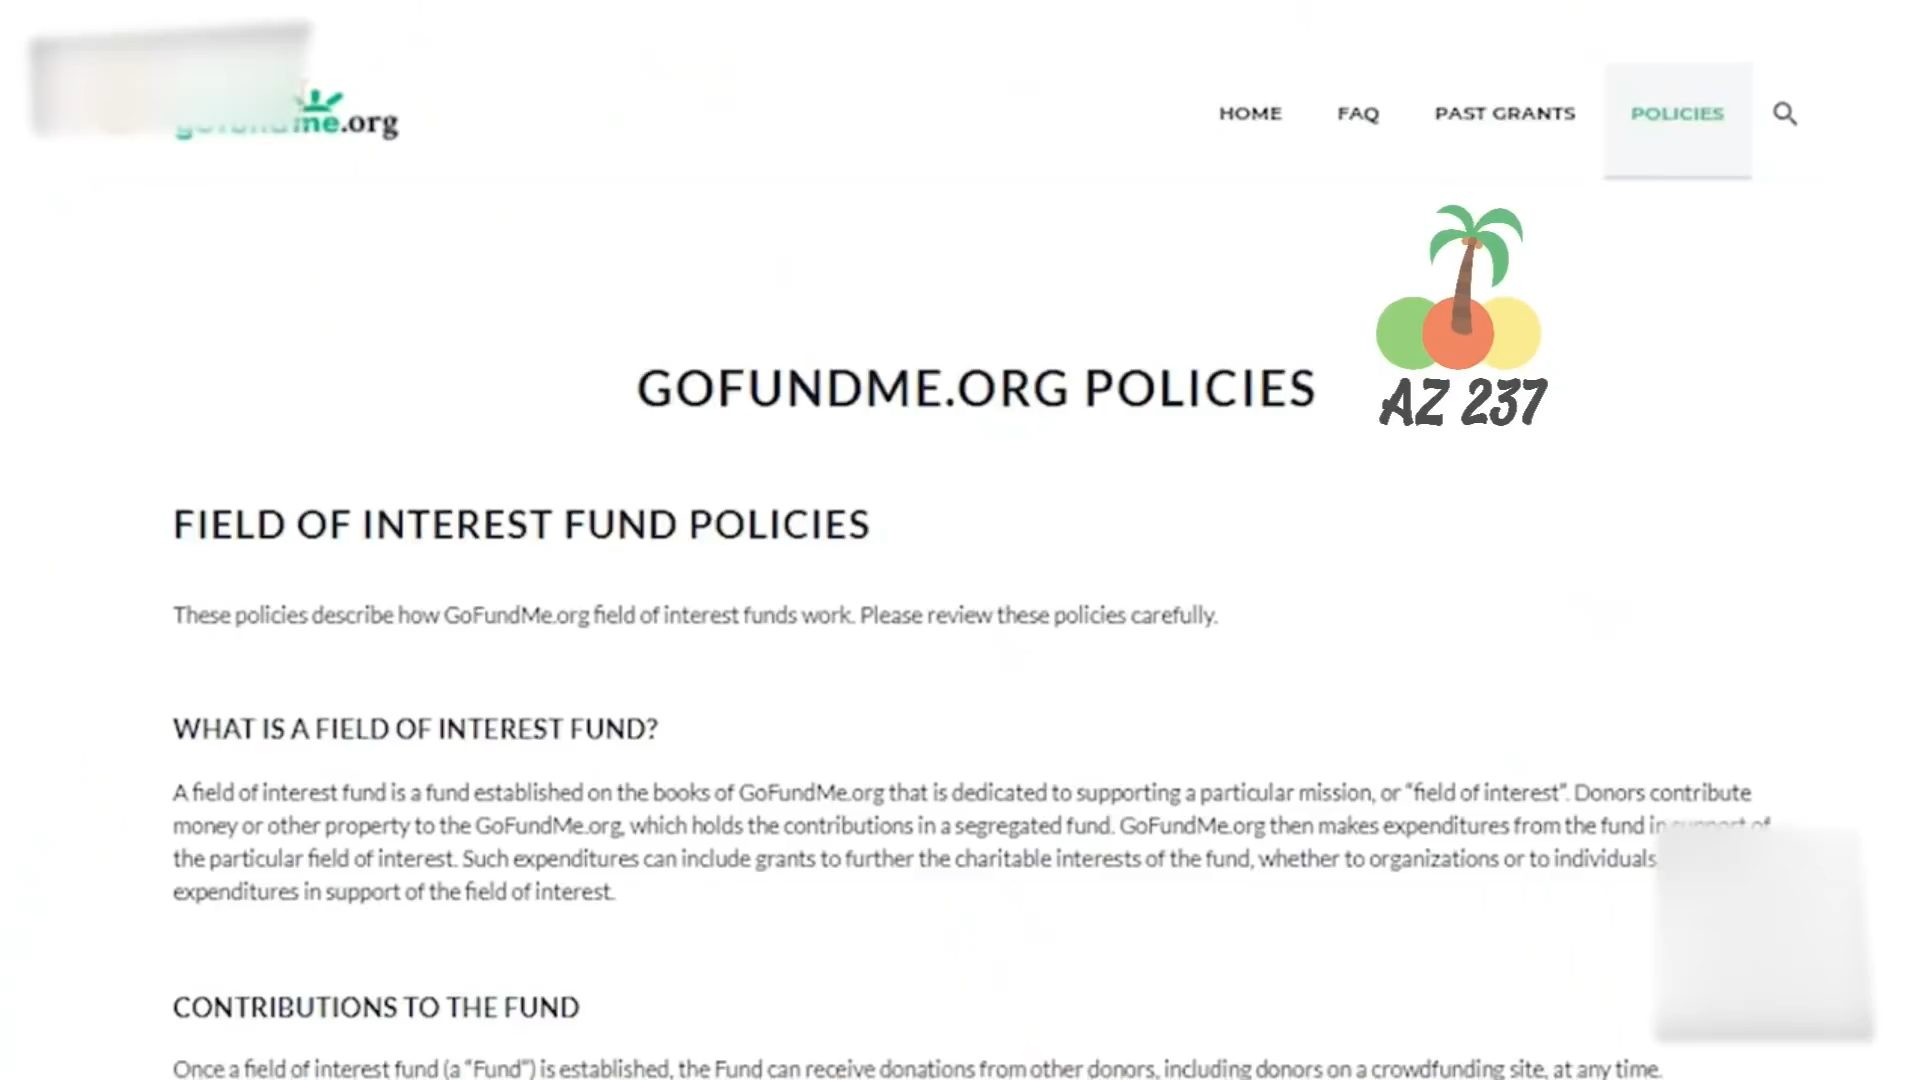 gofundme.org
HOME FAQ PAST GRANTS POLICIES
AZ 237
GOFUNDME.ORG POLICIES
FIELD OF INTEREST FUND POLICIES
These policies describe how GoFundMe.org field of interest funds work. Please review these policies carefully.
WHAT IS A FIELD OF INTEREST FUND?
A field of interest fund is a fund established on the books of GoFundMe.org that is dedicated to supporting a particular mission, or “field of interest”. Donors contribute
money or other property to the GoFundMe.org, which holds the contributions in a segregated fund. GoFundMe.org then makes expenditures from the fund in support of
the particular field of interest. Such expenditures can include grants to further the charitable interests of the fund, whether to organizations or to individuals
expenditures in support of the field of interest.
CONTRIBUTIONS TO THE FUND
Once a field of interest fund (a “Fund”) is established, the Fund can receive donations from other donors, including donors on a crowdfunding site, at any time.